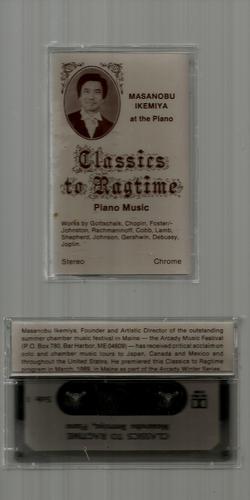 MASANOBU
IKEMIYA
at the Piano
Classics
to Ragtime
Piano Music
Works by Gottschalk, Chopin, Foster/-
Johnston, Rachmaninoff, Cobb, Lamb,
Shepherd, Johnson, Gershwin, Debussy,
Joplin.
Stereo Chrome
Masanobu Ikemiya, Founder and Artistic Director of the outstanding
summer chamber music festival in Maine — the Arcady Music Festival
(P.O. Box 780, Bar Harbor, ME 04609) — has received critical acclaim on
solo and chamber music tours to Japan, Canada and Mexico and
throughout the United States. He premiered this Classics to Ragtime
program in March, 1989, in Maine as part of the Arcady Winter Series.
Masanobu Ikemiya, Piano
CLASSICS TO RAGTIME
Side